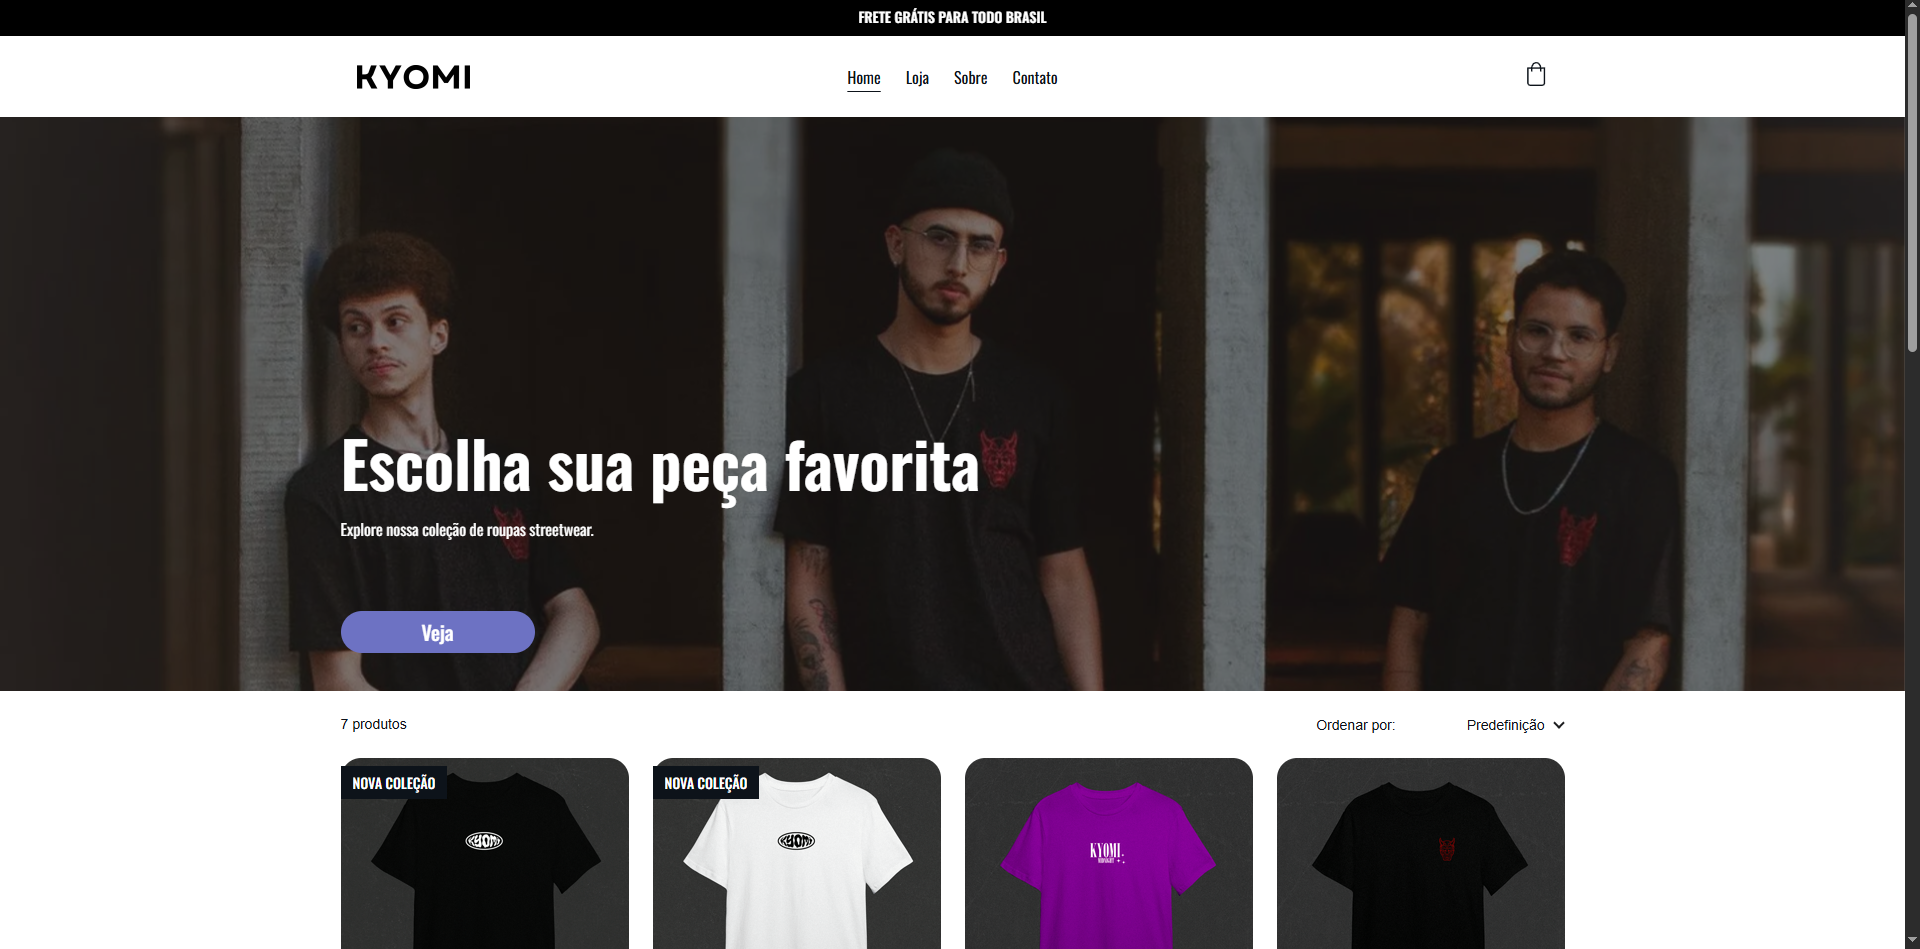 FRETE GRÁTIS PARA TODO BRASIL
KYOMI
Home Loja Sobre Contato
Escolha sua peça favorita
Explore nossa coleção de roupas streetwear.
Veja
7 produtos
Ordenar por: Predefinição
NOVA COLEÇÃO
NOVA COLEÇÃO
KYOMI
KYOMI
KYOMI.
MIDNIGHT